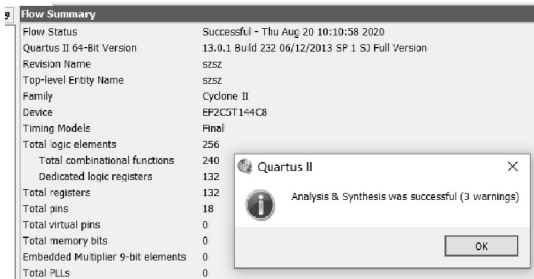 Flow Summary
Flow Status Successful - Thu Aug 20 10:10:58 2020
Quartus II 64-Bit Version 13.0.1 Build 232 06/12/2013 SP 1 SJ Full Version
Revision Name szsz
Top-level Entity Name szsz
Family Cyclone II
Device EP2C5T144C8
Timing Models Final
Total logic elements 256
Total combinational functions 240
Dedicated logic registers 132
Total registers 132
Total pins 18
Total virtual pins 0
Total memory bits 0
Embedded Multiplier 9-bit elements 0
Total PLLs 0
Quartus II
Analysis & Synthesis was successful (3 warnings)
OK